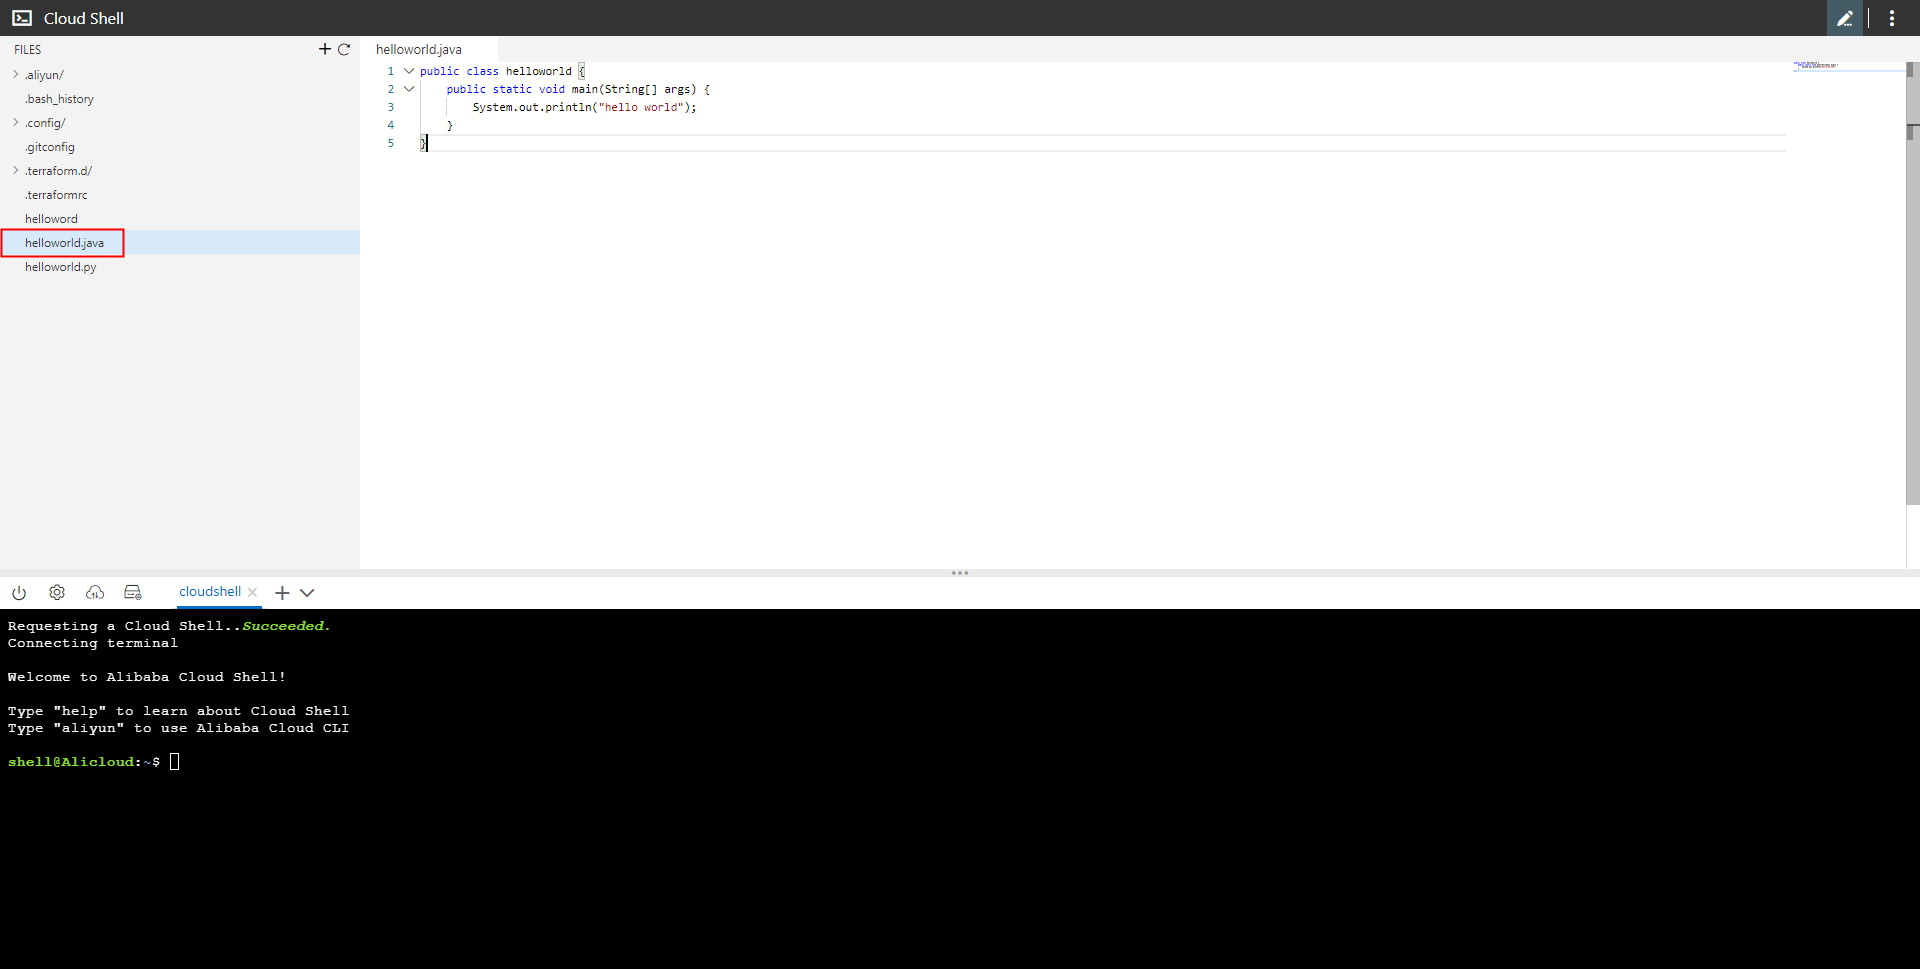 Cloud Shell
FILES
.aliyun/
.bash_history
.config/
.gitconfig
.terraform.d/
.terraformrc
helloword
helloworld.java
helloworld.py
helloworld.java
1 public class helloworld {
2 public static void main(String[] args) {
3 System.out.println("hello world");
4 }
5 }
cloudshell
Requesting a Cloud Shell..Succeeded.
Connecting terminal
Welcome to Alibaba Cloud Shell!
Type "help" to learn about Cloud Shell
Type "aliyun" to use Alibaba Cloud CLI
shell@Alicloud:~$